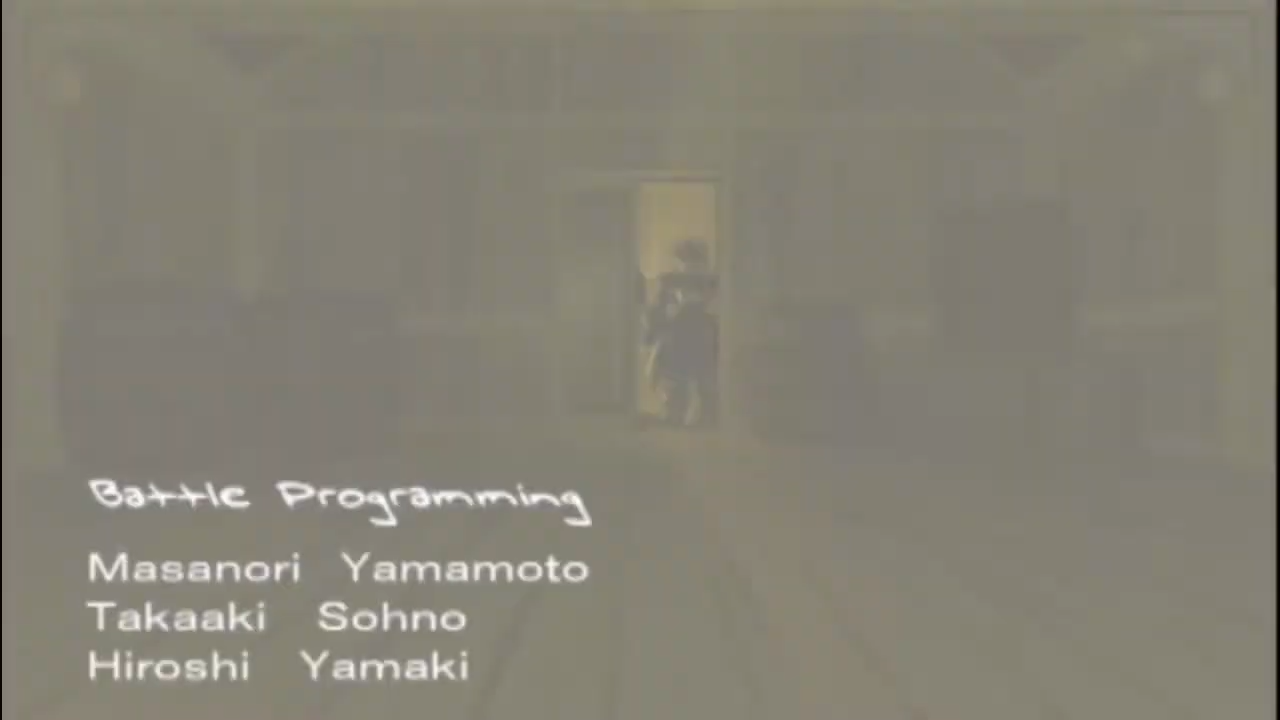 Battle Programming
Masanori Yamamoto
Takaaki Sohno
Hiroshi Yamaki